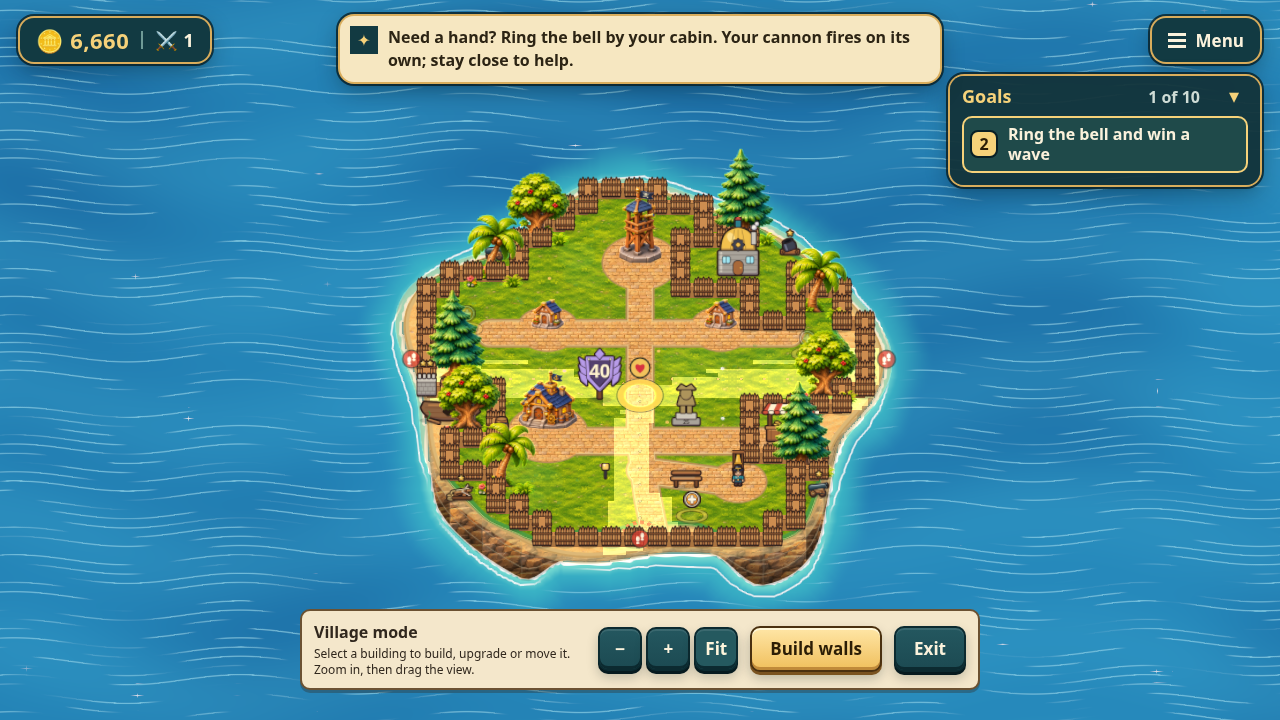 6,660 1
Need a hand? Ring the bell by your cabin. Your cannon fires on its
own; stay close to help.
Menu
Goals 1 of 10
2 Ring the bell and win a
wave
40
Village mode
Select a building to build, upgrade or move it.
Zoom in, then drag the view.
− + Fit Build walls Exit